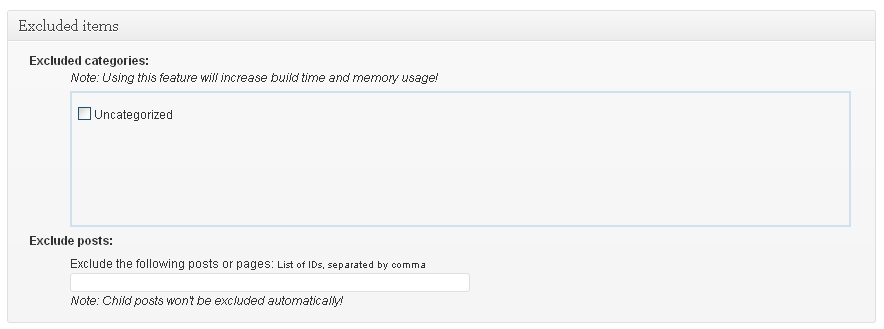 Excluded items
Excluded categories:
Note: Using this feature will increase build time and memory usage!
Uncategorized
Exclude posts:
Exclude the following posts or pages: List of IDs, separated by comma
Note: Child posts won't be excluded automatically!